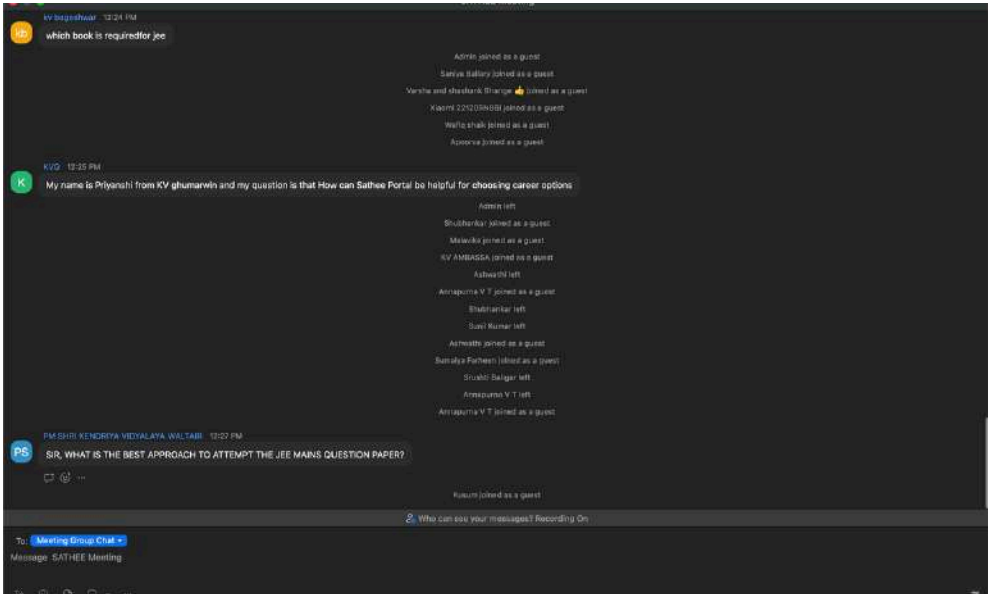 kv bageshwar 12:24 PM
kb
which book is requiredfor jee
Admin joined as a guest
Saniya Ballary joined as a guest
Varsha and shashank Bhange 👍 joined as a guest
Xiaomi joined as a guest
Wafiq shaik joined as a guest
Apoorva joined as a guest
KVG 12:25 PM
K
My name is Priyanshi from KV ghumarwin and my question is that How can Sathee Portal be helpful for choosing career options
Admin left
Shubhankar joined as a guest
Malavika joined as a guest
KV AMBASSA joined as a guest
Ashwathi left
Annapurna V T joined as a guest
Shubhankar left
Sunil Kumar left
Ashwathi joined as a guest
Sumaiya Farheen joined as a guest
Srushti Baligar left
Annapurna V T left
Annapurna V T joined as a guest
PM SHRI KENDRIYA VIDYALAYA WALTAIR 12:27 PM
PS
SIR, WHAT IS THE BEST APPROACH TO ATTEMPT THE JEE MAINS QUESTION PAPER?
Kusum joined as a guest
Who can see your messages? Recording On
To: Meeting Group Chat
Message SATHEE Meeting